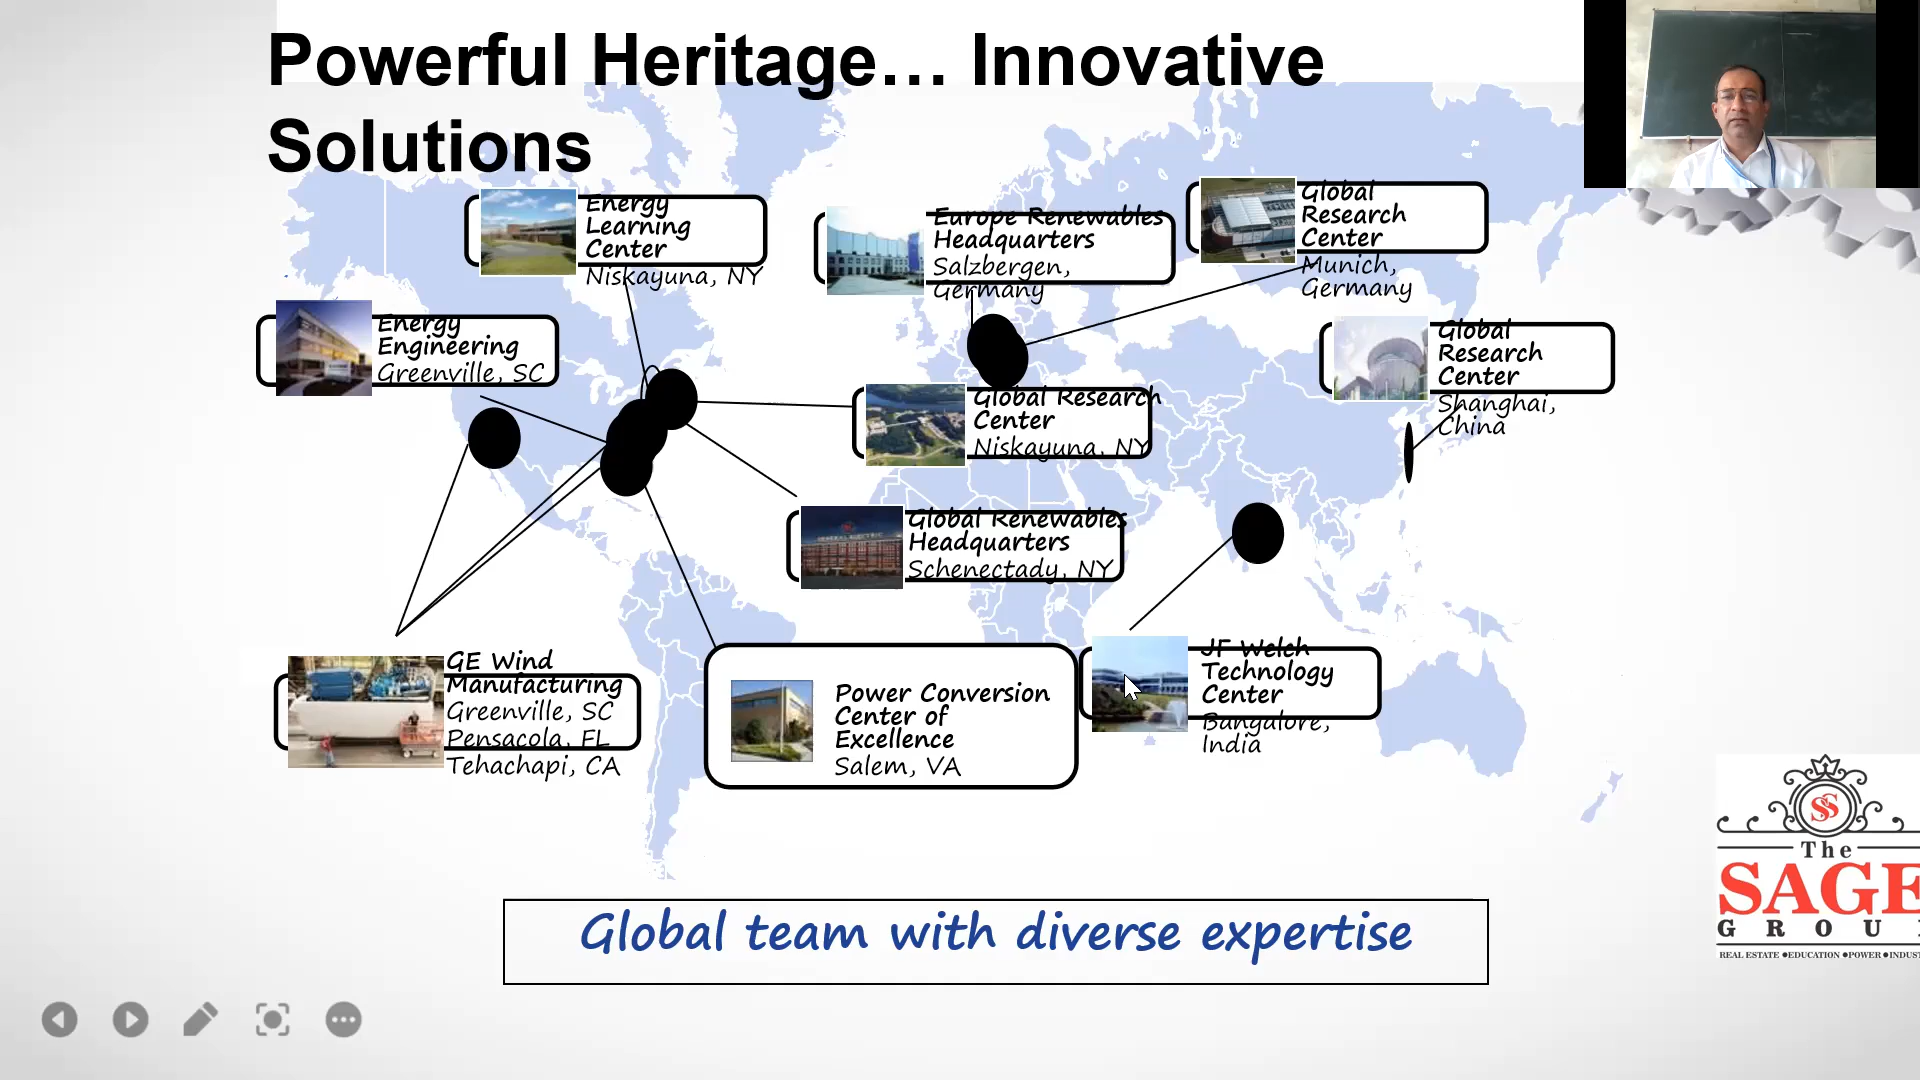 Powerful Heritage… Innovative
Solutions
Energy
Learning
Center
Niskayuna, NY
Europe Renewables
Headquarters
Salzbergen,
Germany
Global
Research
Center
Munich,
Germany
Energy
Engineering
Greenville, SC
Global
Research
Center
Shanghai,
China
Global Research
Center
Niskayuna, NY
Global Renewables
Headquarters
Schenectady, NY
GENERAL ELECTRIC
GE Wind
Manufacturing
Greenville, SC
Pensacola, FL
Tehachapi, CA
Power Conversion
Center of
Excellence
Salem, VA
JF Welch
Technology
Center
Bangalore,
India
Global team with diverse expertise
The
SAGE
REAL ESTATE •EDUCATION •POWER •